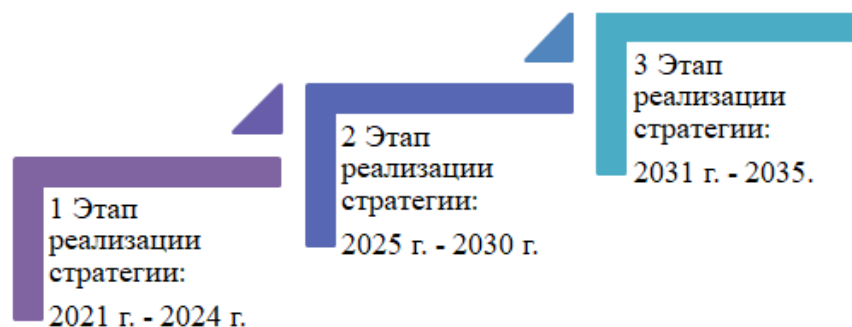 1 Этап
реализации
стратегии:
2021 г. - 2024 г.
2 Этап
реализации
стратегии:
2025 г. - 2030 г.
3 Этап
реализации
стратегии:
2031 г. - 2035.